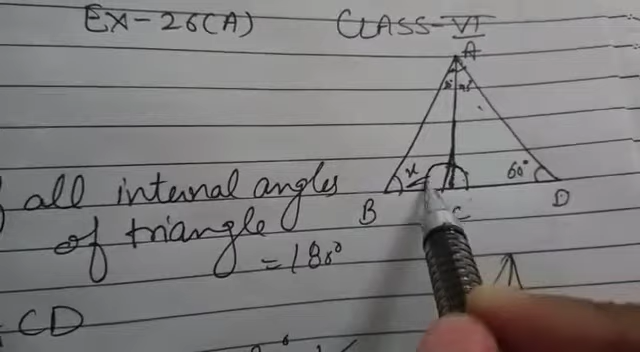 EX-26(A) CLASS-VI
A
x 60°
B C D
all internal angles
of triangle
=180°
CD